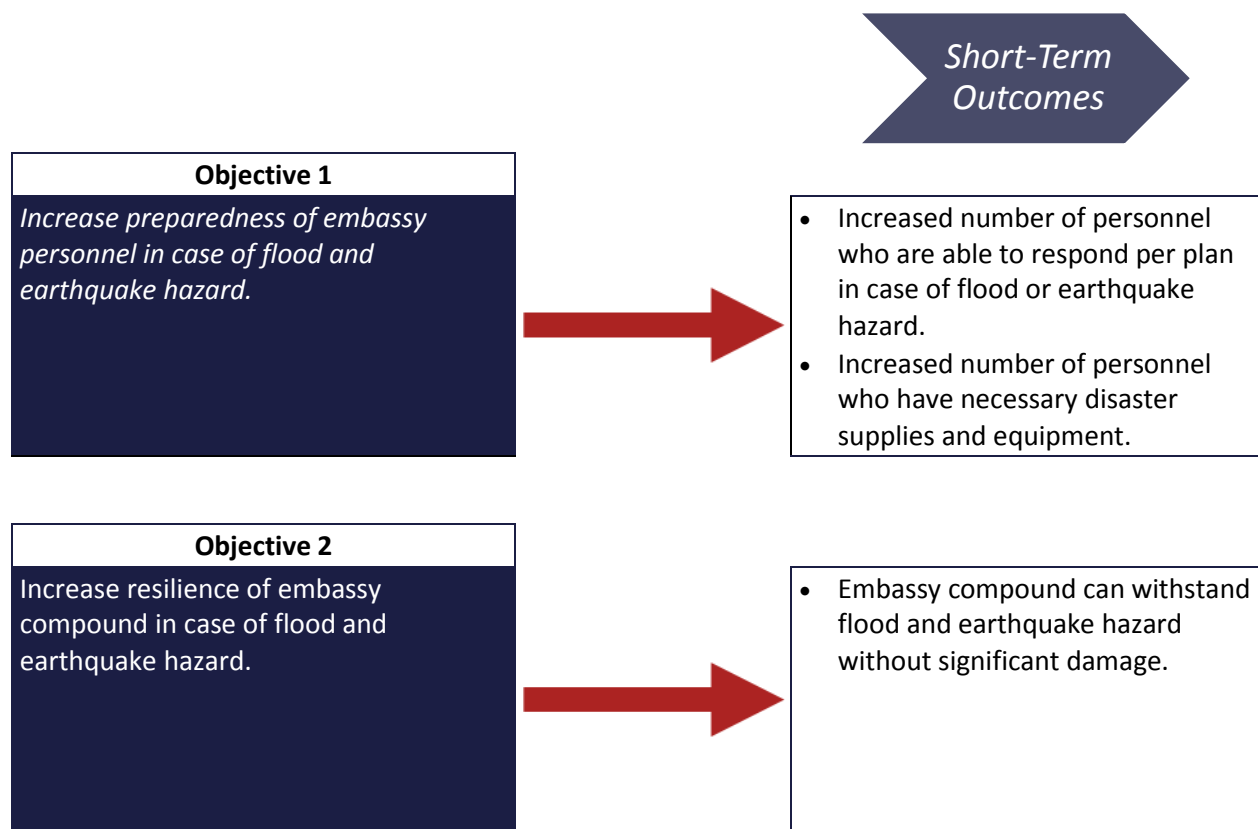 Short-Term
Outcomes
Objective 1
Increase preparedness of embassy
personnel in case of flood and
earthquake hazard.
• Increased number of personnel
who are able to respond per plan
in case of flood or earthquake
hazard.
• Increased number of personnel
who have necessary disaster
supplies and equipment.
Objective 2
Increase resilience of embassy
compound in case of flood and
earthquake hazard.
• Embassy compound can withstand
flood and earthquake hazard
without significant damage.